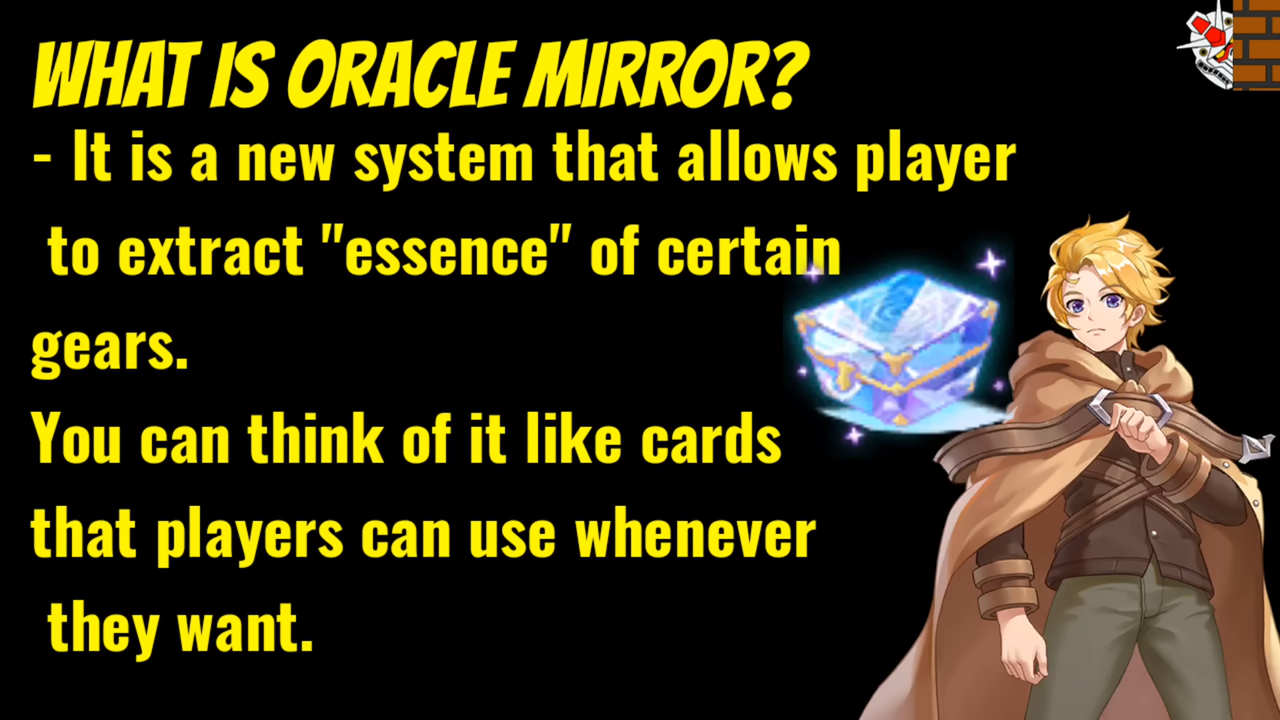 WHAT IS ORACLE MIRROR?
- It is a new system that allows player
to extract "essence" of certain
gears.
You can think of it like cards
that players can use whenever
they want.